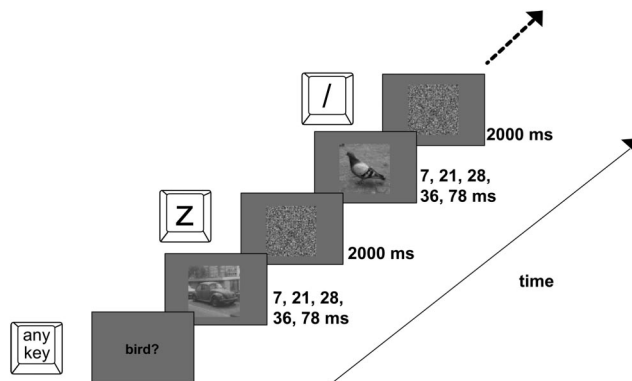 /
2000 ms
7, 21, 28,
36, 78 ms
Z
2000 ms
time
7, 21, 28,
36, 78 ms
any
key
bird?